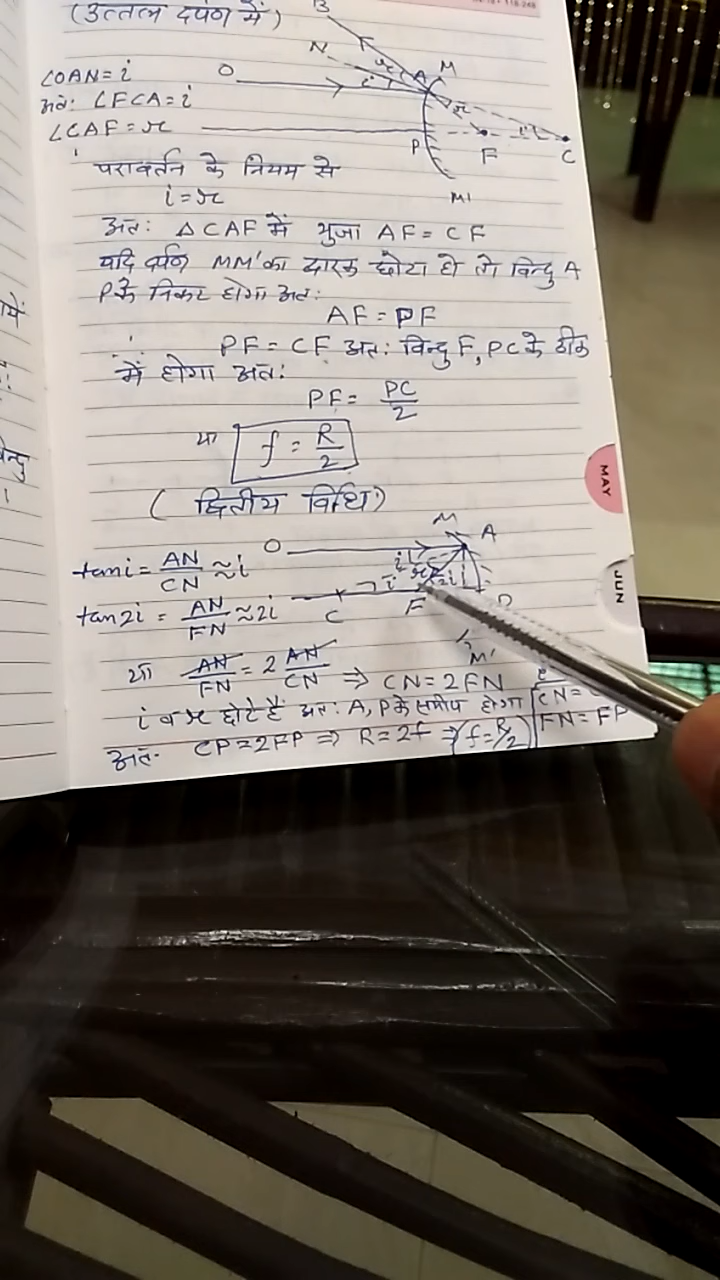 (उत्तल दर्पण में)
B
N
M
O
i
A
∠OAN = i
अतः ∠FCA = i
∠CAF = r
P
F
C
M'
परावर्तन के नियम से
i = r
अतः △CAF में भुजा AF = CF
यदि दर्पण MM' का द्वारक छोटा हो तो बिन्दु A
P के निकट होगा अतः
AF = PF
∴ PF = CF अतः बिन्दु F, PC के ठीक
में होगा अतः
PF = PC/2
या f = R/2
(द्वितीय विधि)
M
A
O
i
r
i
2i
C
F
M'
tan i = AN/CN ≈ i
tan 2i = AN/FN ≈ 2i
या AN/FN = 2 AN/CN ⇒ CN = 2FN
i व r छोटे हैं अतः A, P के समीप होगा
CN =
FN = FP
अतः CP = 2FP ⇒ R = 2f ⇒ f = R/2
MAY
JUN